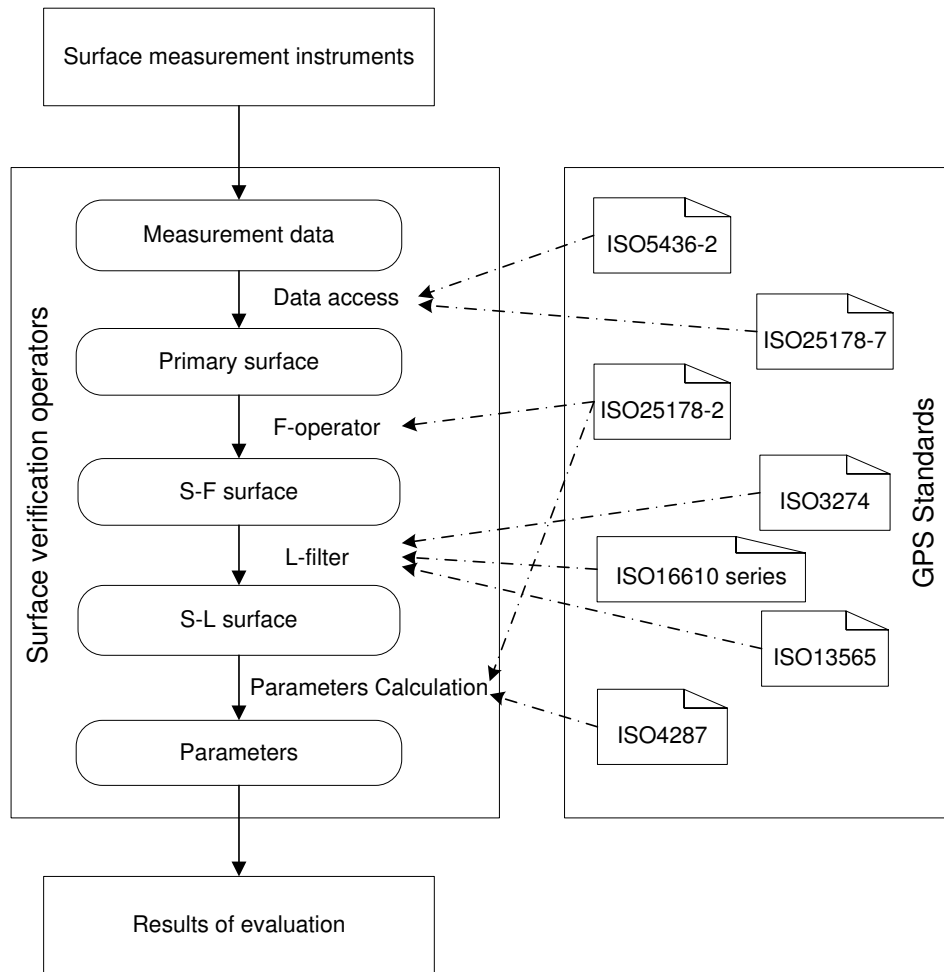 Surface measurement instruments
Surface verification operators
Measurement data
Data access
Primary surface
F-operator
S-F surface
L-filter
S-L surface
Parameters Calculation
Parameters
GPS Standards
ISO5436-2
ISO25178-7
ISO25178-2
ISO3274
ISO16610 series
ISO13565
ISO4287
Results of evaluation